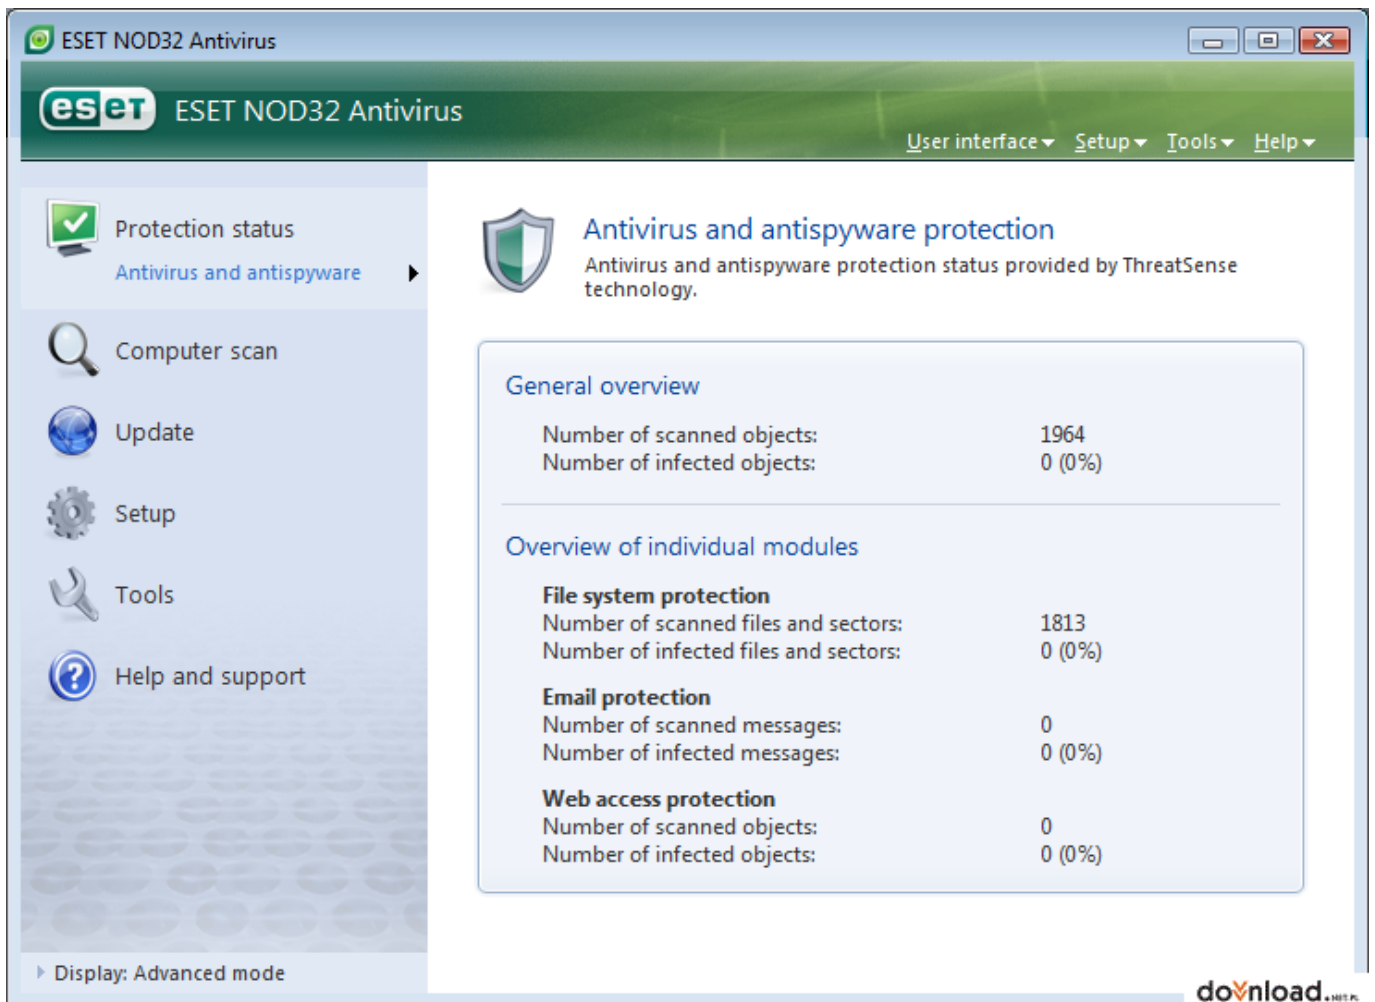 ESET NOD32 Antivirus
eseT ESET NOD32 Antivirus
User interface Setup Tools Help
Protection status
Antivirus and antispyware
Computer scan
Update
Setup
Tools
Help and support
Display: Advanced mode
Antivirus and antispyware protection
Antivirus and antispyware protection status provided by ThreatSense
technology.
General overview
Number of scanned objects: 1964
Number of infected objects: 0 (0%)
Overview of individual modules
File system protection
Number of scanned files and sectors: 1813
Number of infected files and sectors: 0 (0%)
Email protection
Number of scanned messages: 0
Number of infected messages: 0 (0%)
Web access protection
Number of scanned objects: 0
Number of infected objects: 0 (0%)
download.NET.PL